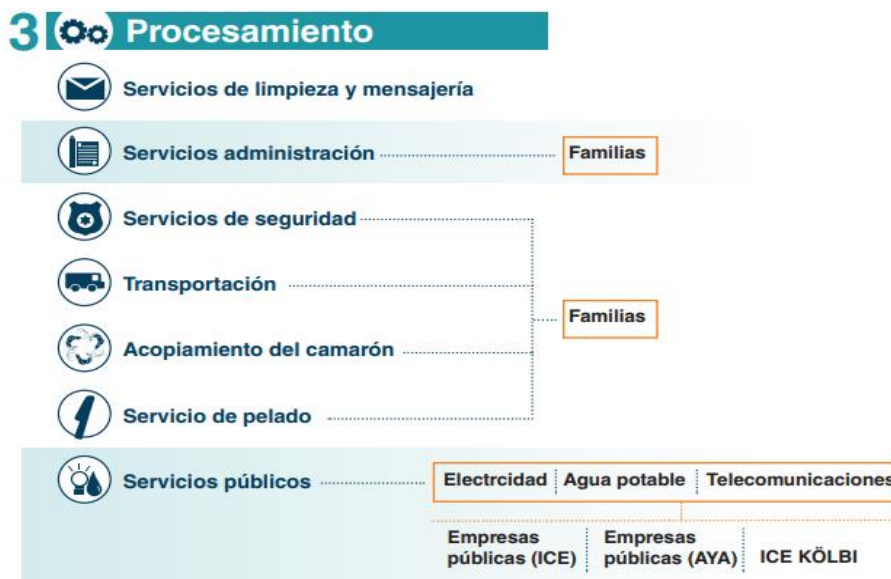 3 Procesamiento
Servicios de limpieza y mensajería
Servicios administración
Familias
Servicios de seguridad
Transportación
Familias
Acopiamiento del camarón
Servicio de pelado
Servicios públicos
Electrcidad Agua potable Telecomunicaciones
Empresas públicas (ICE)
Empresas públicas (AYA)
ICE KÖLBI